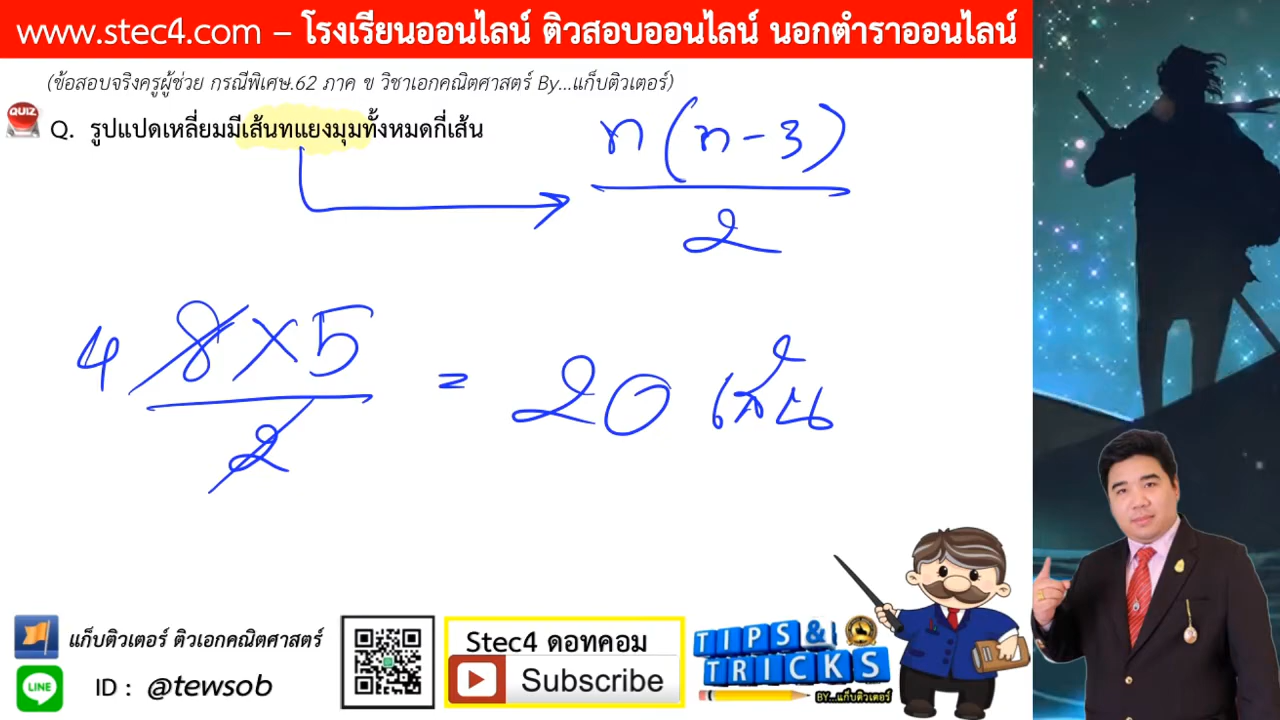 www.stec4.com – โรงเรียนออนไลน์ ติวสอบออนไลน์ นอกตำราออนไลน์
(ข้อสอบจริงครูผู้ช่วย กรณีพิเศษ.62 ภาค ข วิชาเอกคณิตศาสตร์ By...แก็บติวเตอร์)
QUIZ
Q. รูปแปดเหลี่ยมมีเส้นทแยงมุมทั้งหมดกี่เส้น
n(n-3)
2
4 8×5
2
= 20 เส้น
แก็บติวเตอร์ ติวเอกคณิตศาสตร์
LINE
ID : @tewsob
Stec4 ดอทคอม
Subscribe
TIPS &
TRICKS
BY...แก็บติวเตอร์